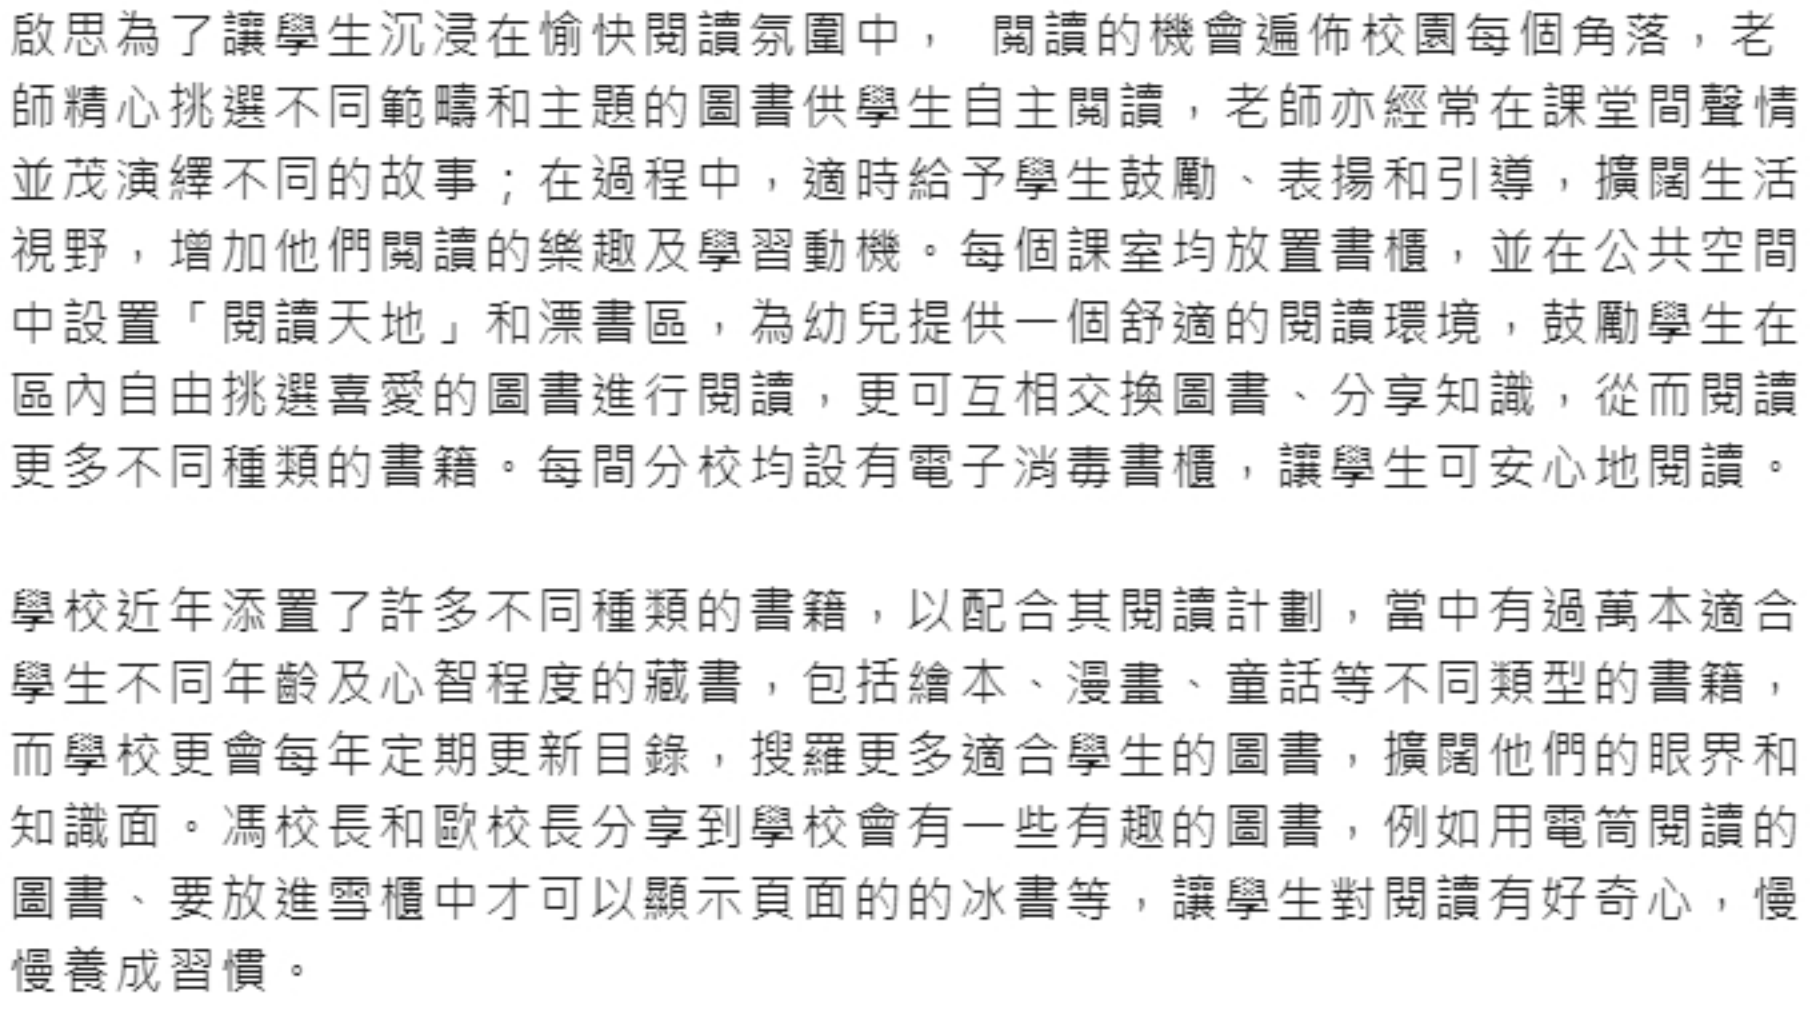 啟思為了讓學生沉浸在愉快閱讀氛圍中， 閱讀的機會遍佈校園每個角落，老
師精心挑選不同範疇和主題的圖書供學生自主閱讀，老師亦經常在課堂間聲情
並茂演繹不同的故事；在過程中，適時給予學生鼓勵、表揚和引導，擴闊生活
視野，增加他們閱讀的樂趣及學習動機。每個課室均放置書櫃，並在公共空間
中設置「閱讀天地」和漂書區，為幼兒提供一個舒適的閱讀環境，鼓勵學生在
區內自由挑選喜愛的圖書進行閱讀，更可互相交換圖書、分享知識，從而閱讀
更多不同種類的書籍。每間分校均設有電子消毒書櫃，讓學生可安心地閱讀。
學校近年添置了許多不同種類的書籍，以配合其閱讀計劃，當中有過萬本適合
學生不同年齡及心智程度的藏書，包括繪本、漫畫、童話等不同類型的書籍，
而學校更會每年定期更新目錄，搜羅更多適合學生的圖書，擴闊他們的眼界和
知識面。馮校長和歐校長分享到學校會有一些有趣的圖書，例如用電筒閱讀的
圖書、要放進雪櫃中才可以顯示頁面的的冰書等，讓學生對閱讀有好奇心，慢
慢養成習慣。